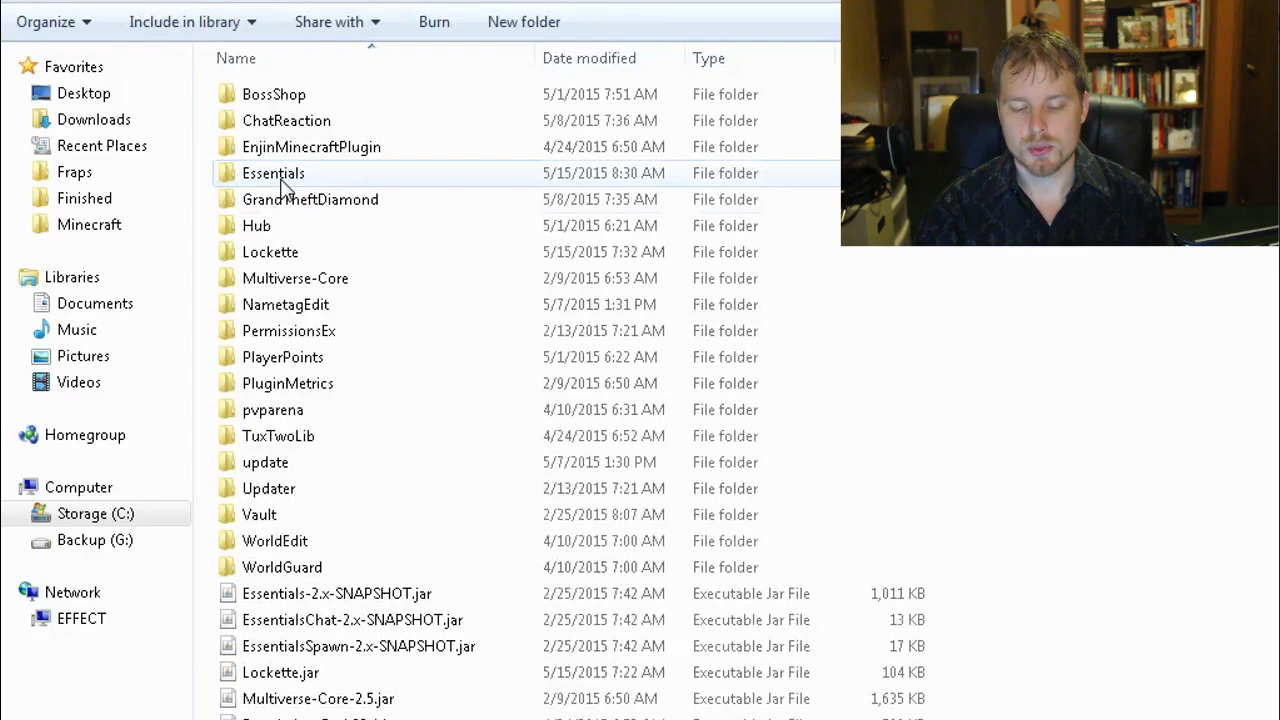 Organize Include in library Share with Burn New folder
Name Date modified Type
Favorites
Desktop
Downloads
Recent Places
Fraps
Finished
Minecraft
Libraries
Documents
Music
Pictures
Videos
Homegroup
Computer
Storage (C:)
Backup (G:)
Network
EFFECT
BossShop 5/1/2015 7:51 AM File folder
ChatReaction 5/8/2015 7:36 AM File folder
EnjinMinecraftPlugin 4/24/2015 6:50 AM File folder
Essentials 5/15/2015 8:30 AM File folder
GrandTheftDiamond 5/8/2015 7:35 AM File folder
Hub 5/1/2015 6:21 AM File folder
Lockette 5/15/2015 7:32 AM File folder
Multiverse-Core 2/9/2015 6:53 AM File folder
NametagEdit 5/7/2015 1:31 PM File folder
PermissionsEx 2/13/2015 7:21 AM File folder
PlayerPoints 5/1/2015 6:22 AM File folder
PluginMetrics 2/9/2015 6:50 AM File folder
pvparena 4/10/2015 6:31 AM File folder
TuxTwoLib 4/24/2015 6:52 AM File folder
update 5/7/2015 1:30 PM File folder
Updater 2/13/2015 7:21 AM File folder
Vault 2/25/2015 8:07 AM File folder
WorldEdit 4/10/2015 7:00 AM File folder
WorldGuard 4/10/2015 7:00 AM File folder
Essentials-2.x-SNAPSHOT.jar 2/25/2015 7:42 AM Executable Jar File 1,011 KB
EssentialsChat-2.x-SNAPSHOT.jar 2/25/2015 7:42 AM Executable Jar File 13 KB
EssentialsSpawn-2.x-SNAPSHOT.jar 2/25/2015 7:42 AM Executable Jar File 17 KB
Lockette.jar 5/15/2015 7:22 AM Executable Jar File 104 KB
Multiverse-Core-2.5.jar 2/9/2015 6:50 AM Executable Jar File 1,635 KB